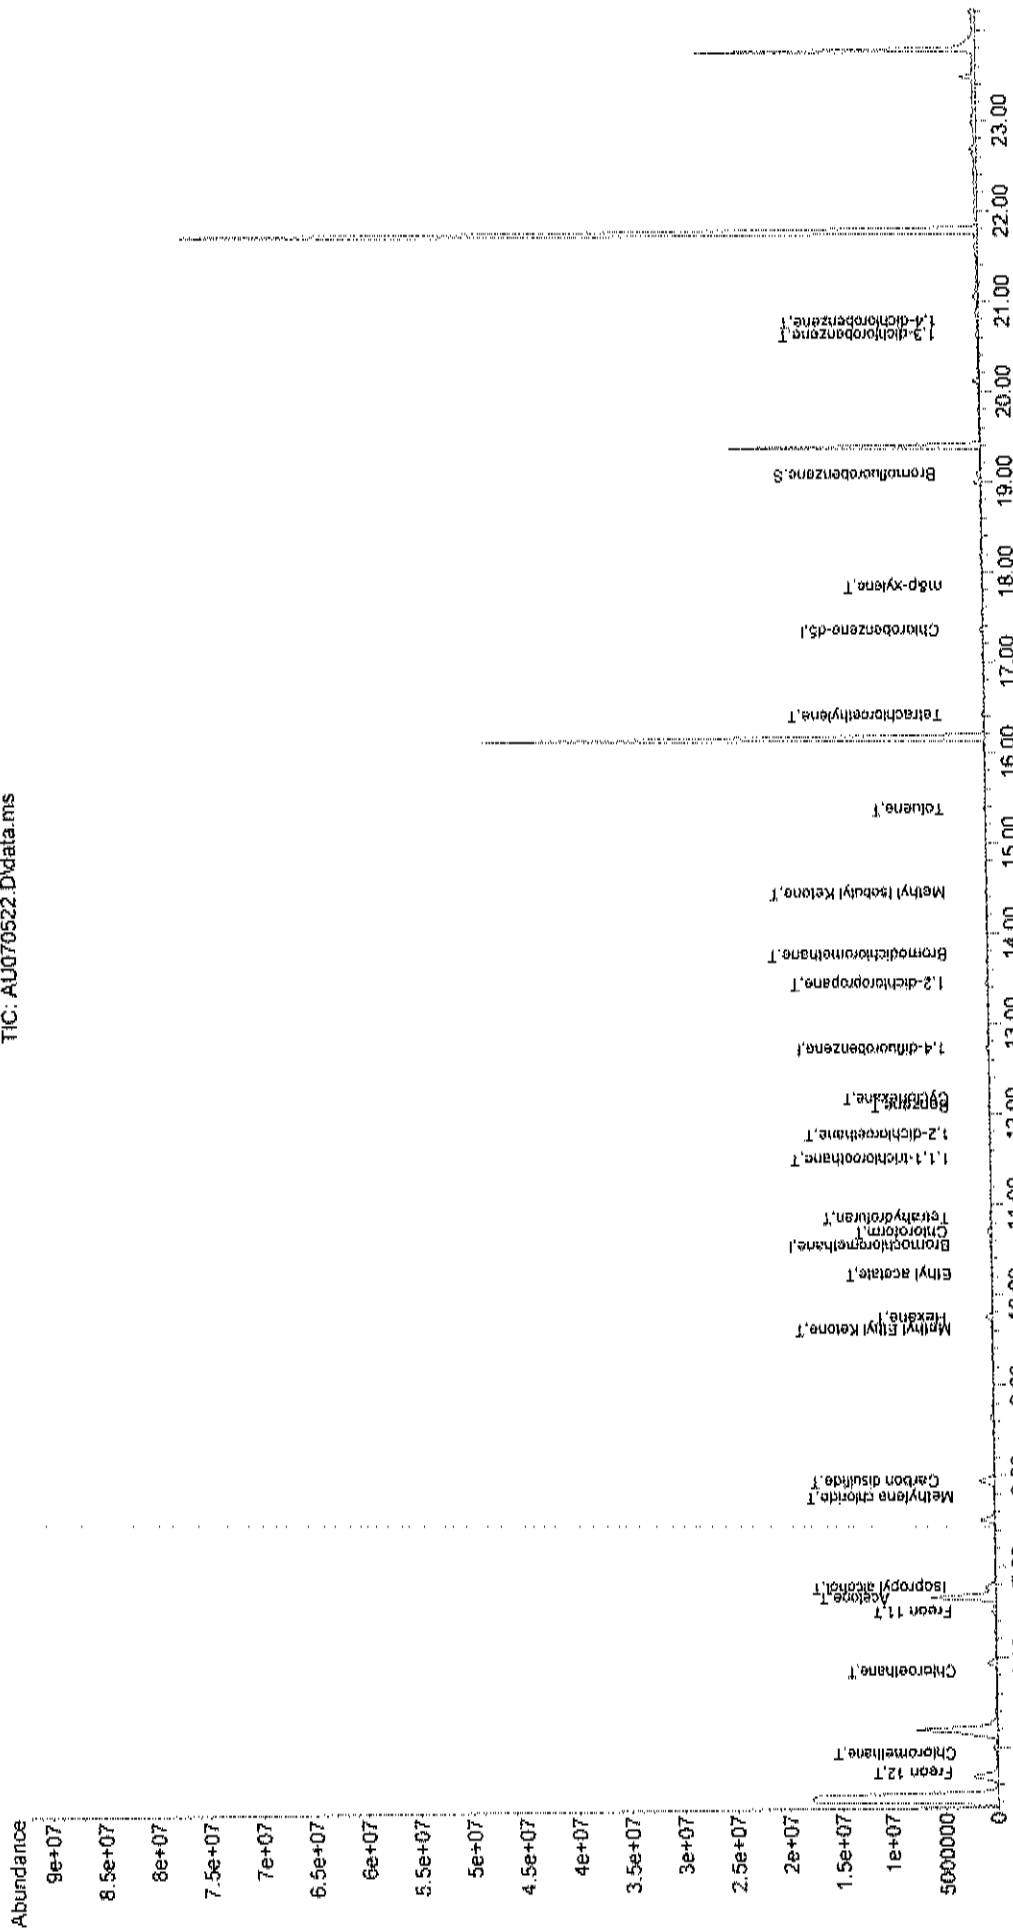 TIC: AU070522.D\data.ms
Abundance
9e+07
8.5e+07
8e+07
7.5e+07
7e+07
6.5e+07
6e+07
5.5e+07
5e+07
4.5e+07
4e+07
3.5e+07
3e+07
2.5e+07
2e+07
1.5e+07
1e+07
5000000
0
Freon 12,T
Chloromethane,T
Chloroethane,T
Freon 11,T
Acetone,T
Isopropyl alcohol,T
Methylene chloride,T
Carbon disulfide,T
Methyl Ethyl Ketone,T
Hexane,T
Ethyl acetate,T
Bromochloromethane,I
Chloroform,T
Tetrahydrofuran,T
1,1,1-trichloroethane,T
1,2-dichloroethane,T
Benzene,T
Cyclohexane,T
1,4-difluorobenzene,I
1,2-dichloropropane,T
Bromodichloromethane,T
Methyl Isobutyl Ketone,T
Toluene,T
Tetrachloroethylene,T
Chlorobenzene-d5,I
m&p-xylene,T
Bromofluorobenzene,S
1,3-dichlorobenzene,T
1,4-dichlorobenzene,T
12.00
13.00
14.00
15.00
16.00
17.00
18.00
19.00
20.00
21.00
22.00
23.00